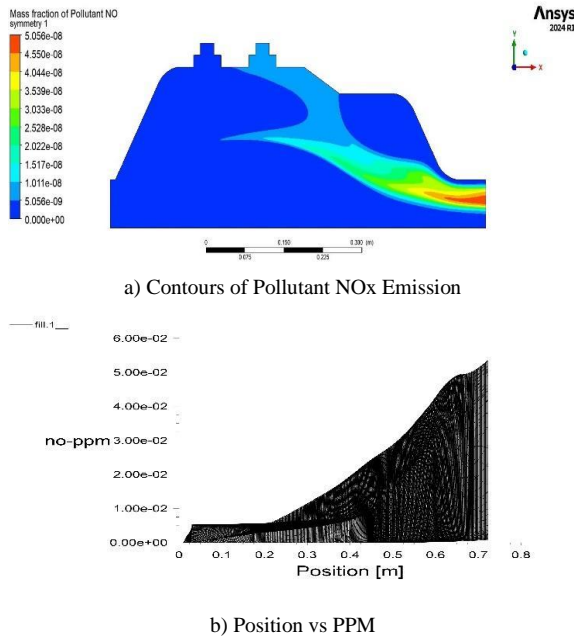 Mass fraction of Pollutant NO
symmetry 1
5.056e-08
4.550e-08
4.044e-08
3.539e-08
3.033e-08
2.528e-08
2.022e-08
1.517e-08
1.011e-08
5.056e-09
0.000e+00
Ansys
2024 R1
Y
X
0 0.150 0.300 (m)
0.075 0.225
a) Contours of Pollutant NOx Emission
fill.1
6.00e-02
5.00e-02
4.00e-02
no-ppm 3.00e-02
2.00e-02
1.00e-02
0.00e+00
0 0.1 0.2 0.3 0.4 0.5 0.6 0.7 0.8
Position [m]
b) Position vs PPM